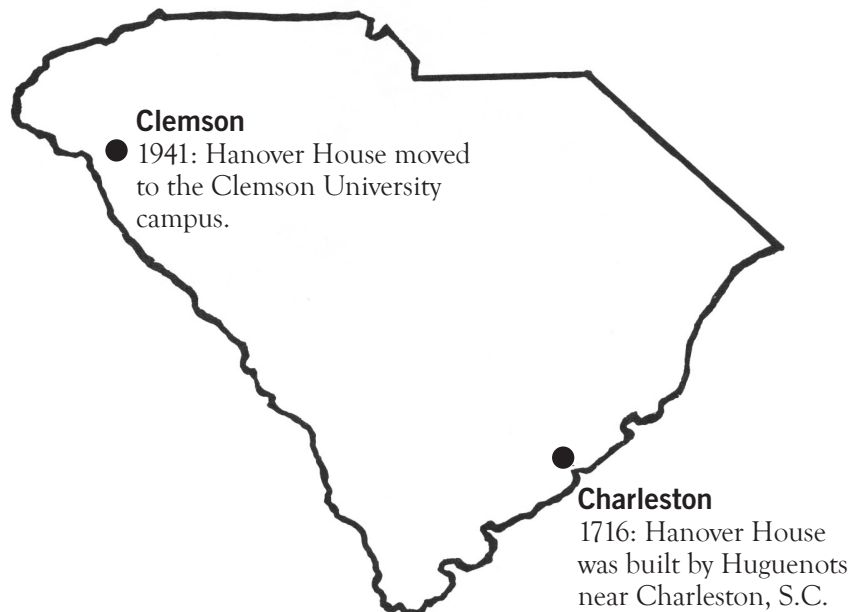 Clemson
1941: Hanover House moved
to the Clemson University
campus.
Charleston
1716: Hanover House
was built by Huguenots
near Charleston, S.C.